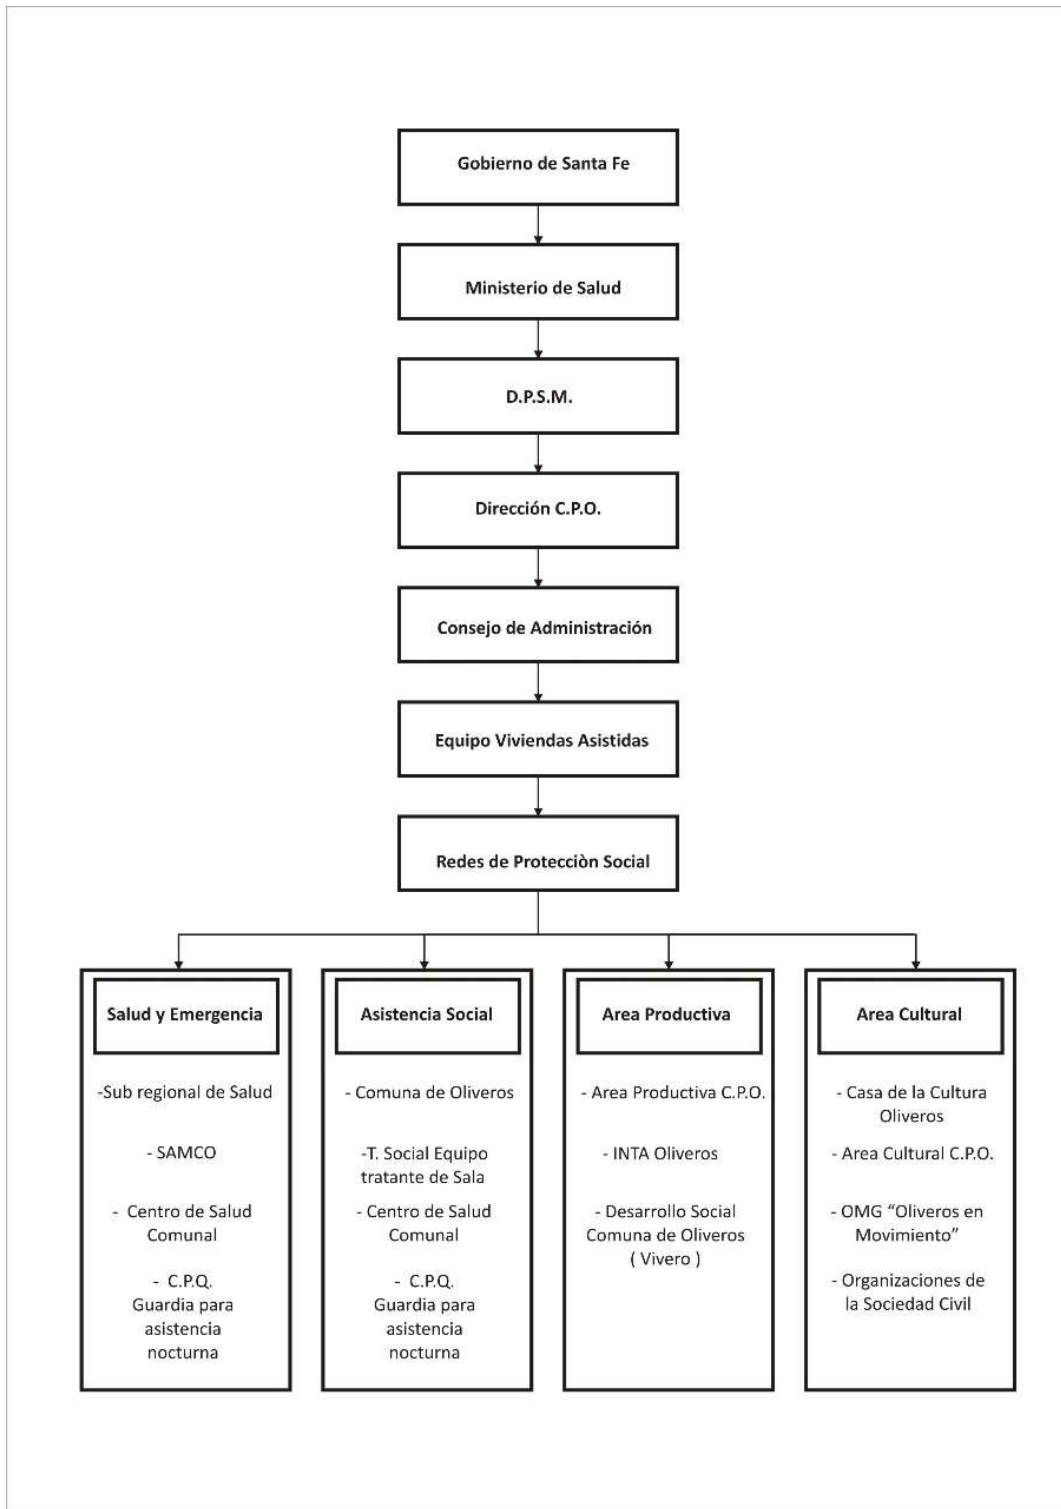 Gobierno de Santa Fe
Ministerio de Salud
D.P.S.M.
Dirección C.P.O.
Consejo de Administración
Equipo Viviendas Asistidas
Redes de Protecciòn Social
Salud y Emergencia
-Sub regional de Salud
- SAMCO
- Centro de Salud
Comunal
- C.P.Q.
Guardia para
asistencia
nocturna
Asistencia Social
- Comuna de Oliveros
-T. Social Equipo
tratante de Sala
- Centro de Salud
Comunal
- C.P.Q.
Guardia para
asistencia
nocturna
Area Productiva
- Area Productiva C.P.O.
- INTA Oliveros
- Desarrollo Social
Comuna de Oliveros
( Vivero )
Area Cultural
- Casa de la Cultura
Oliveros
- Area Cultural C.P.O.
- OMG “Oliveros en
Movimiento”
- Organizaciones de
la Sociedad Civil